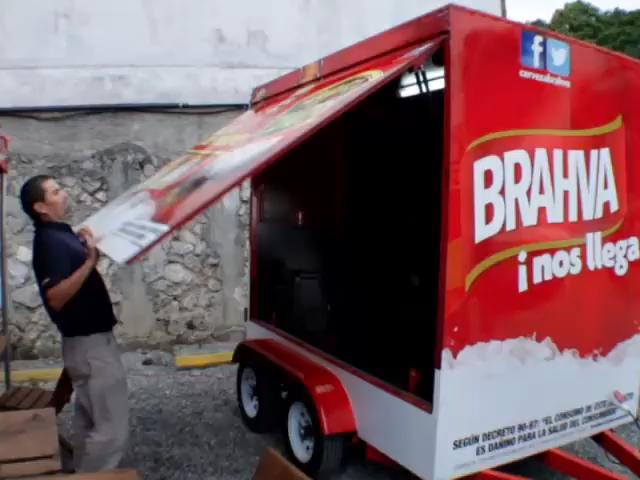 f
cervezabrahva
BRAHVA
¡nos llega
SEGÚN DECRETO 90-97: "EL CONSUMO DE ESTE
ES DAÑINO PARA LA SALUD DEL CONSUMIDOR"